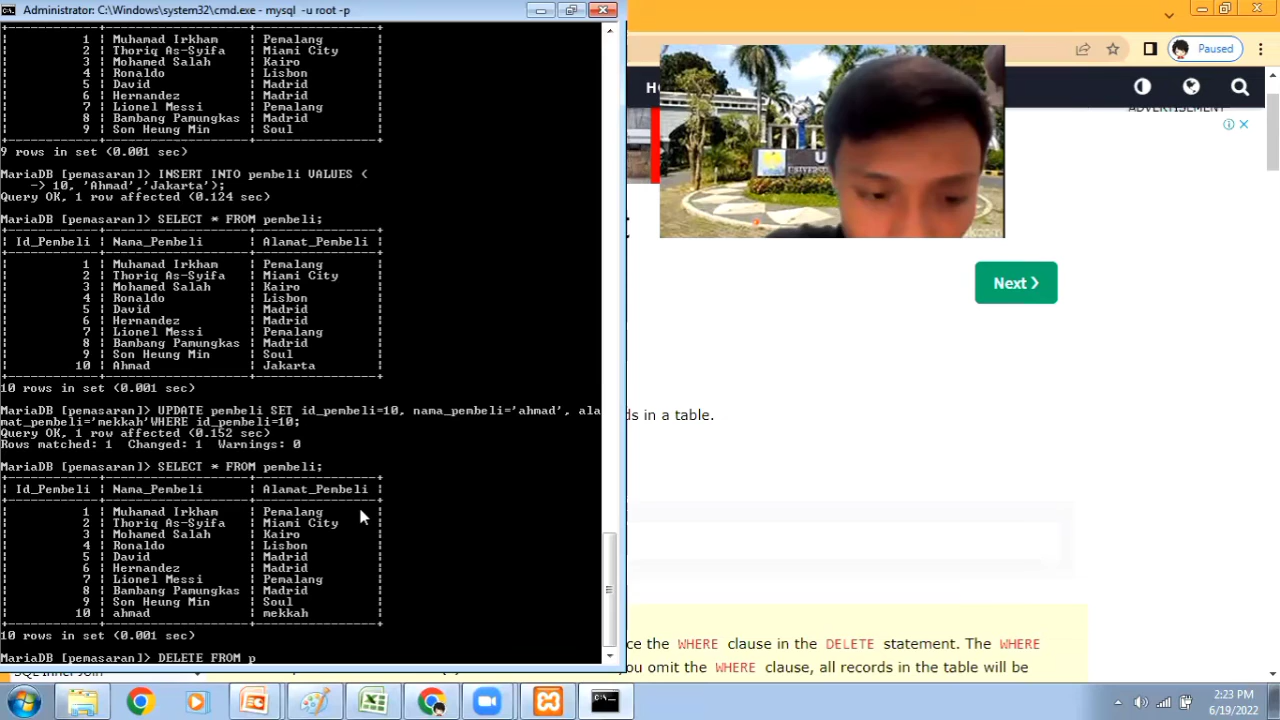 Administrator: C:\Windows\system32\cmd.exe - mysql -u root -p
1 | Muhamad Irkham | Pemalang
2 | Thoriq As-Syifa | Miami City
3 | Mohamed Salah | Kairo
4 | Ronaldo | Lisbon
5 | David | Madrid
6 | Hernandez | Madrid
7 | Lionel Messi | Pemalang
8 | Bambang Pamungkas | Madrid
9 | Son Heung Min | Soul
9 rows in set (0.001 sec)
MariaDB [pemasaran]> INSERT INTO pembeli VALUES (
-> 10, 'Ahmad','Jakarta');
Query OK, 1 row affected (0.124 sec)
MariaDB [pemasaran]> SELECT * FROM pembeli;
| Id_Pembeli | Nama_Pembeli | Alamat_Pembeli |
1 | Muhamad Irkham | Pemalang
2 | Thoriq As-Syifa | Miami City
3 | Mohamed Salah | Kairo
4 | Ronaldo | Lisbon
5 | David | Madrid
6 | Hernandez | Madrid
7 | Lionel Messi | Pemalang
8 | Bambang Pamungkas | Madrid
9 | Son Heung Min | Soul
10 | Ahmad | Jakarta
10 rows in set (0.001 sec)
MariaDB [pemasaran]> UPDATE pembeli SET id_pembeli=10, nama_pembeli='ahmad', ala
mat_pembeli='mekkah'WHERE id_pembeli=10;
Query OK, 1 row affected (0.152 sec)
Rows matched: 1 Changed: 1 Warnings: 0
MariaDB [pemasaran]> SELECT * FROM pembeli;
| Id_Pembeli | Nama_Pembeli | Alamat_Pembeli |
1 | Muhamad Irkham | Pemalang
2 | Thoriq As-Syifa | Miami City
3 | Mohamed Salah | Kairo
4 | Ronaldo | Lisbon
5 | David | Madrid
6 | Hernandez | Madrid
7 | Lionel Messi | Pemalang
8 | Bambang Pamungkas | Madrid
9 | Son Heung Min | Soul
10 | ahmad | mekkah
10 rows in set (0.001 sec)
MariaDB [pemasaran]> DELETE FROM p
Paused
ADVERTISEMENT
Next ❯
ds in a table.
ce the WHERE clause in the DELETE statement. The WHERE
ou omit the WHERE clause, all records in the table will be
2:23 PM
6/19/2022